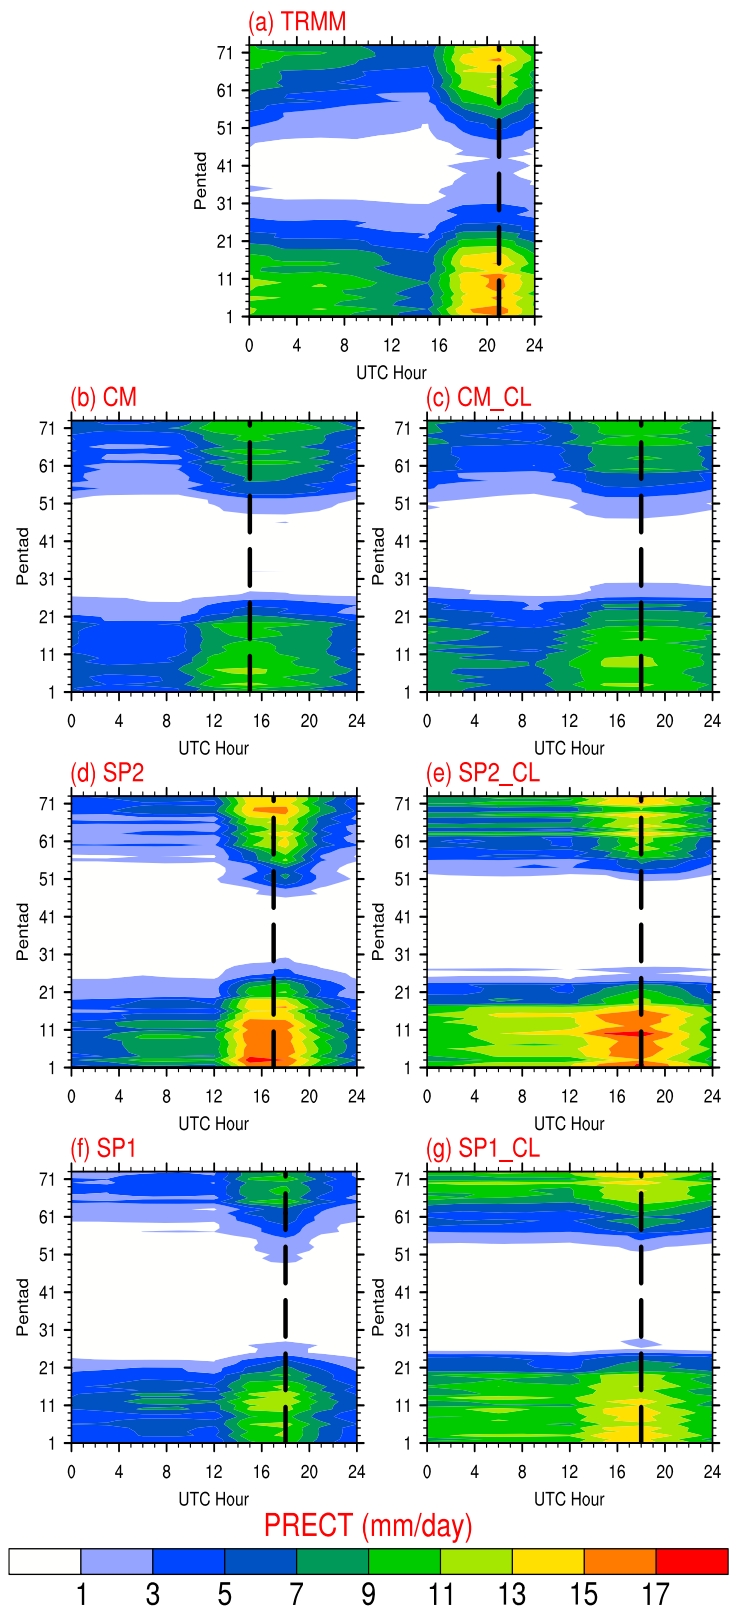 (a) TRMM
71
61
51
41
31
21
11
1
Pentad
0 4 8 12 16 20 24
UTC Hour
(b) CM
71
61
51
41
31
21
11
1
Pentad
0 4 8 12 16 20 24
UTC Hour
(c) CM_CL
71
61
51
41
31
21
11
1
Pentad
0 4 8 12 16 20 24
UTC Hour
(d) SP2
71
61
51
41
31
21
11
1
Pentad
0 4 8 12 16 20 24
UTC Hour
(e) SP2_CL
71
61
51
41
31
21
11
1
Pentad
0 4 8 12 16 20 24
UTC Hour
(f) SP1
71
61
51
41
31
21
11
1
Pentad
0 4 8 12 16 20 24
UTC Hour
(g) SP1_CL
71
61
51
41
31
21
11
1
Pentad
0 4 8 12 16 20 24
UTC Hour
PRECT (mm/day)
1 3 5 7 9 11 13 15 17